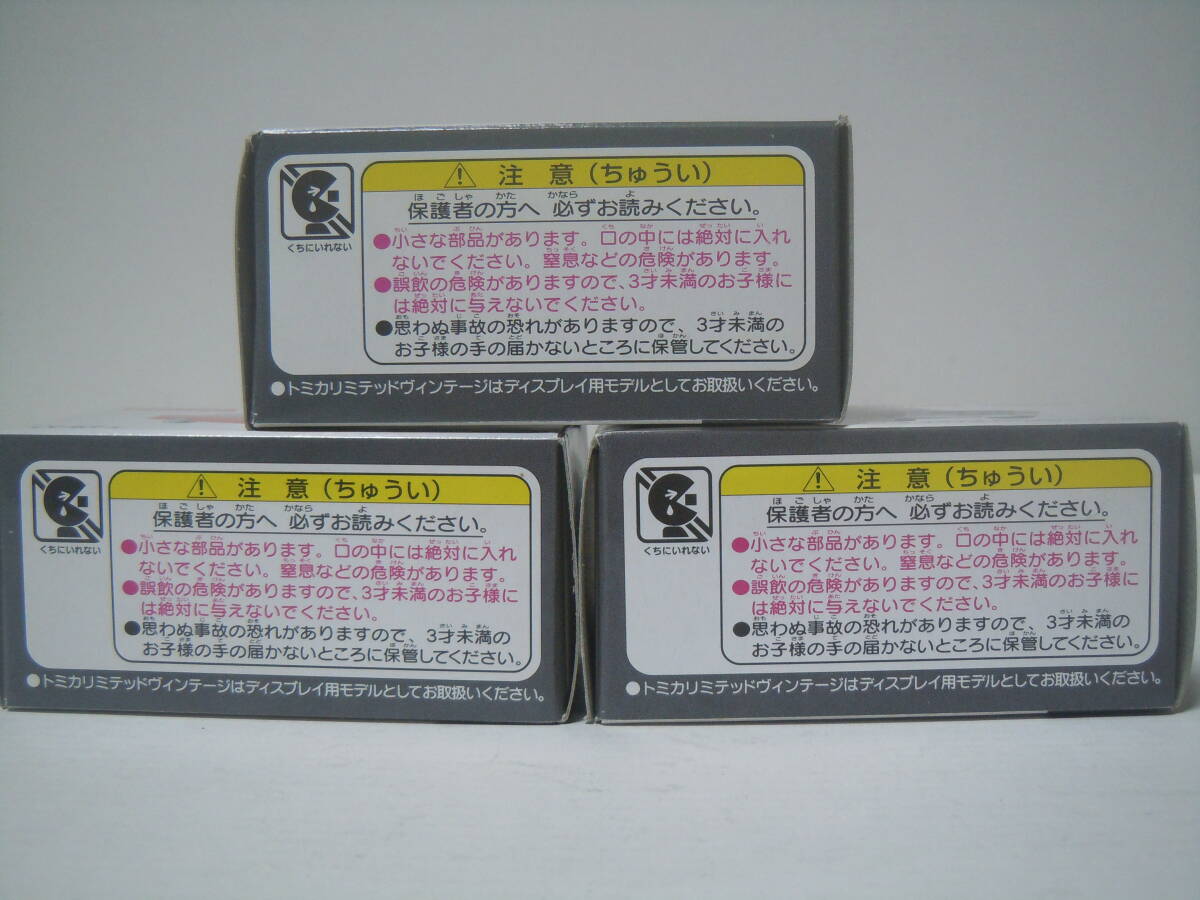 注 意（ちゅうい）
保護者の方へ 必ずお読みください。
くちにいれない
●小さな部品があります。口の中には絶対に入れ
ないでください。窒息などの危険があります。
●誤飲の危険がありますので、3才未満のお子様に
は絶対に与えないでください。
●思わぬ事故の恐れがありますので、3才未満の
お子様の手の届かないところに保管してください。
●トミカリミテッドヴィンテージはディスプレイ用モデルとしてお取扱いください。
注 意（ちゅうい）
保護者の方へ 必ずお読みください。
くちにいれない
●小さな部品があります。口の中には絶対に入れ
ないでください。窒息などの危険があります。
●誤飲の危険がありますので、3才未満のお子様に
は絶対に与えないでください。
●思わぬ事故の恐れがありますので、3才未満の
お子様の手の届かないところに保管してください。
●トミカリミテッドヴィンテージはディスプレイ用モデルとしてお取扱いください。
注 意（ちゅうい）
保護者の方へ 必ずお読みください。
くちにいれない
●小さな部品があります。口の中には絶対に入れ
ないでください。窒息などの危険があります。
●誤飲の危険がありますので、3才未満のお子様に
は絶対に与えないでください。
●思わぬ事故の恐れがありますので、3才未満の
お子様の手の届かないところに保管してください。
●トミカリミテッドヴィンテージはディスプレイ用モデルとしてお取扱いください。